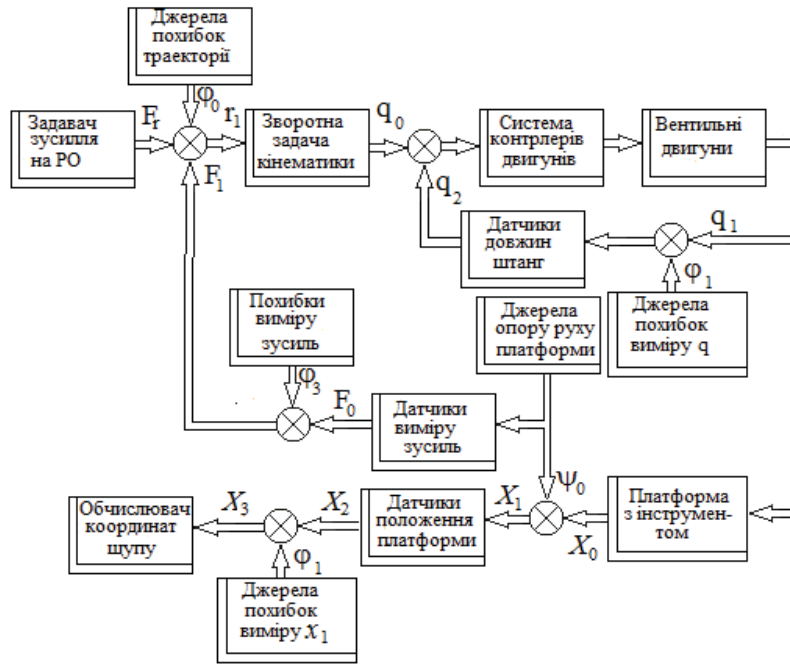 Джерела
похибок
траекторії
φ0
Задавач
зусилля
на РО
Fr
r1
Зворотна
задача
кінематики
q0
Система
контрлерів
двигунів
Вентильні
двигуни
F1
q2
Датчики
довжин
штанг
q1
φ1
Джерела
похибок
виміру q
Похибки
виміру
зусиль
φ3
Джерела
опору руху
платформи
F0
Датчики
виміру
зусиль
ψ0
Обчислювач
координат
щупу
X3
X2
Датчики
положення
платформи
X1
X0
Платформа
з інструмен-
том
φ1
Джерела
похибок
виміру x1